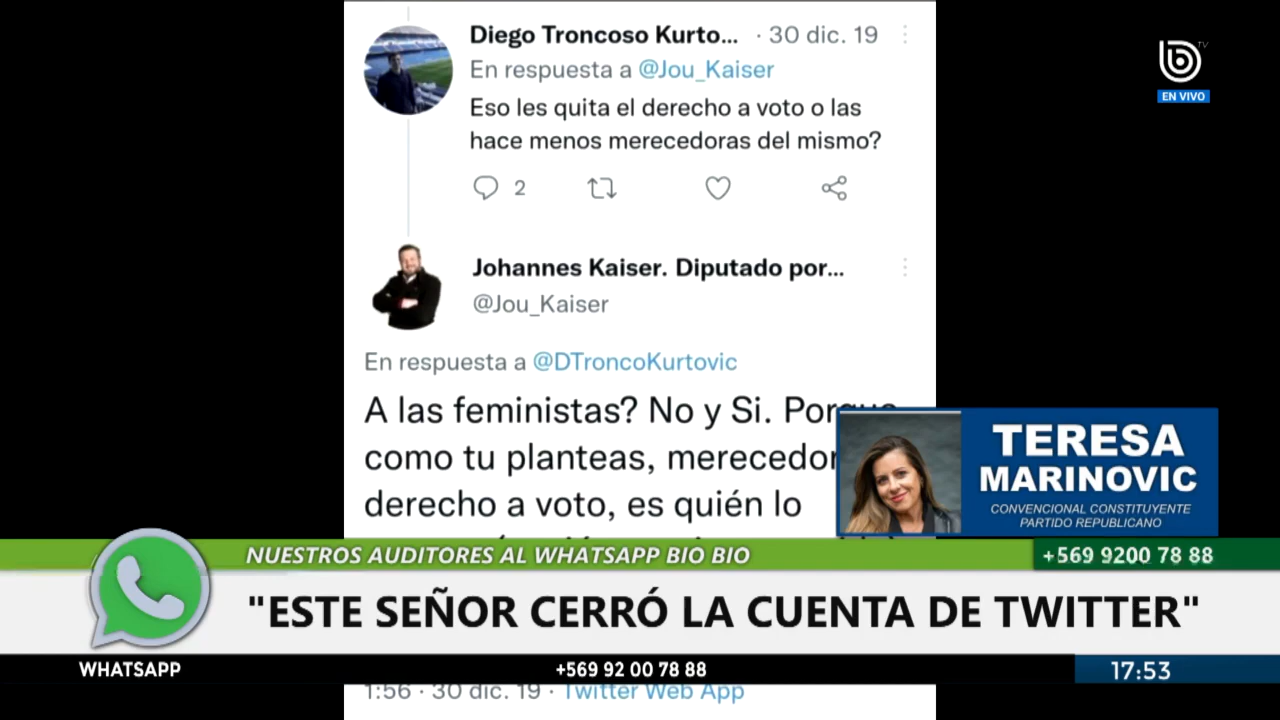 Diego Troncoso Kurto... · 30 dic. 19
En respuesta a @Jou_Kaiser
Eso les quita el derecho a voto o las
hace menos merecedoras del mismo?
2
Johannes Kaiser. Diputado por...
@Jou_Kaiser
En respuesta a @DTroncoKurtovic
A las feministas? No y Si. Porque
como tu planteas, merecedor
derecho a voto, es quién lo
TV
EN VIVO
TERESA
MARINOVIC
CONVENCIONAL CONSTITUYENTE
PARTIDO REPUBLICANO
NUESTROS AUDITORES AL WHATSAPP BIO BIO
+569 9200 78 88
"ESTE SEÑOR CERRÓ LA CUENTA DE TWITTER"
WHATSAPP
+569 92 00 78 88
17:53
1:56 · 30 dic. 19 · Twitter Web App